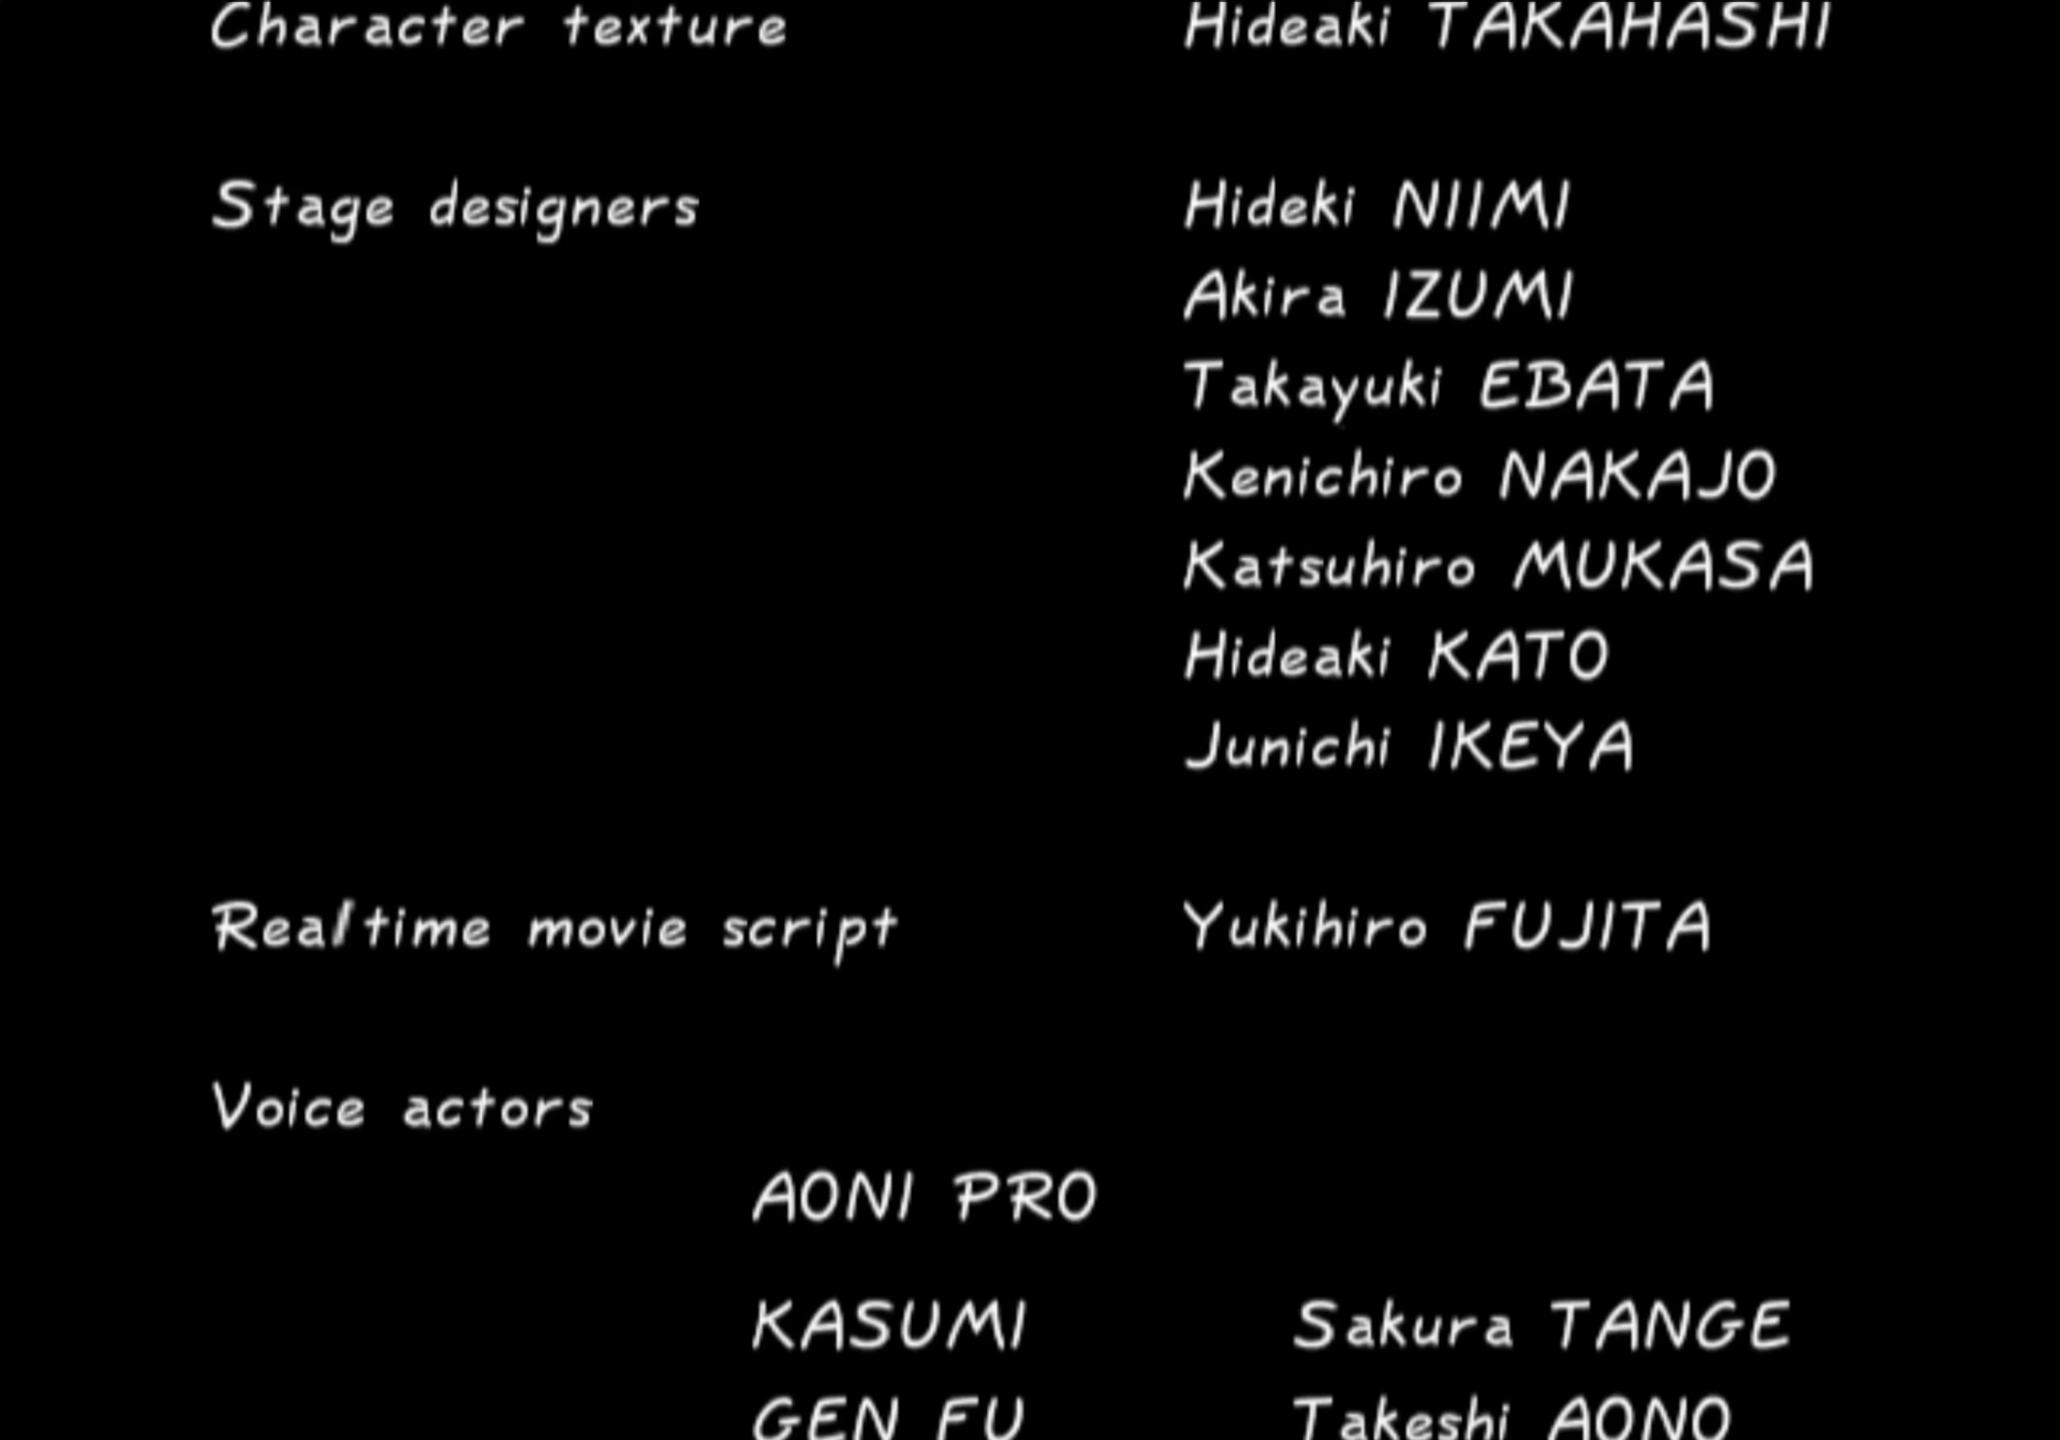 Character texture Hideaki TAKAHASHI
Stage designers Hideki NIIMI
Akira IZUMI
Takayuki EBATA
Kenichiro NAKAJO
Katsuhiro MUKASA
Hideaki KATO
Junichi IKEYA
Realtime movie script Yukihiro FUJITA
Voice actors
AONI PRO
KASUMI Sakura TANGE
GEN FU Takeshi AONO